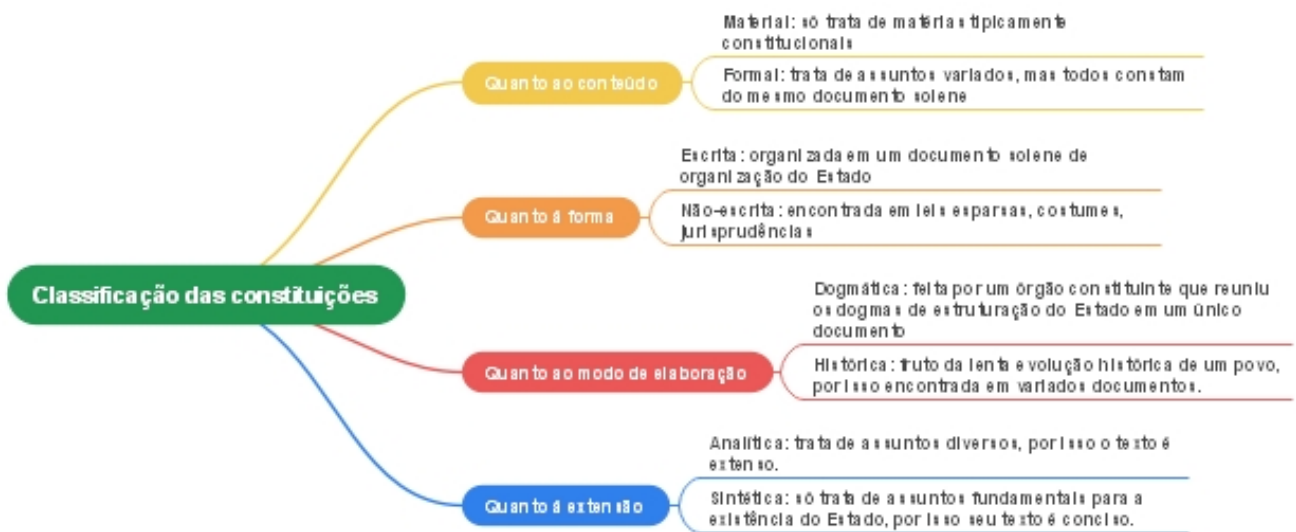 Classificação das constituições
Quanto ao conteúdo
Material: só trata de matérias tipicamente
constitucionais
Formal: trata de assuntos variados, mas todos constam
do mesmo documento solene
Quanto à forma
Escrita: organizada em um documento solene de
organização do Estado
Não-escrita: encontrada em leis esparsas, costumes,
jurisprudências
Quanto ao modo de elaboração
Dogmática: feita por um órgão constituinte que reuniu
os dogmas de estruturação do Estado em um único
documento
Histórica: fruto da lenta evolução histórica de um povo,
por isso encontrada em variados documentos.
Quanto à extensão
Analítica: trata de assuntos diversos, por isso o texto é
extenso.
Sintética: só trata de assuntos fundamentais para a
existência do Estado, por isso seu texto é conciso.